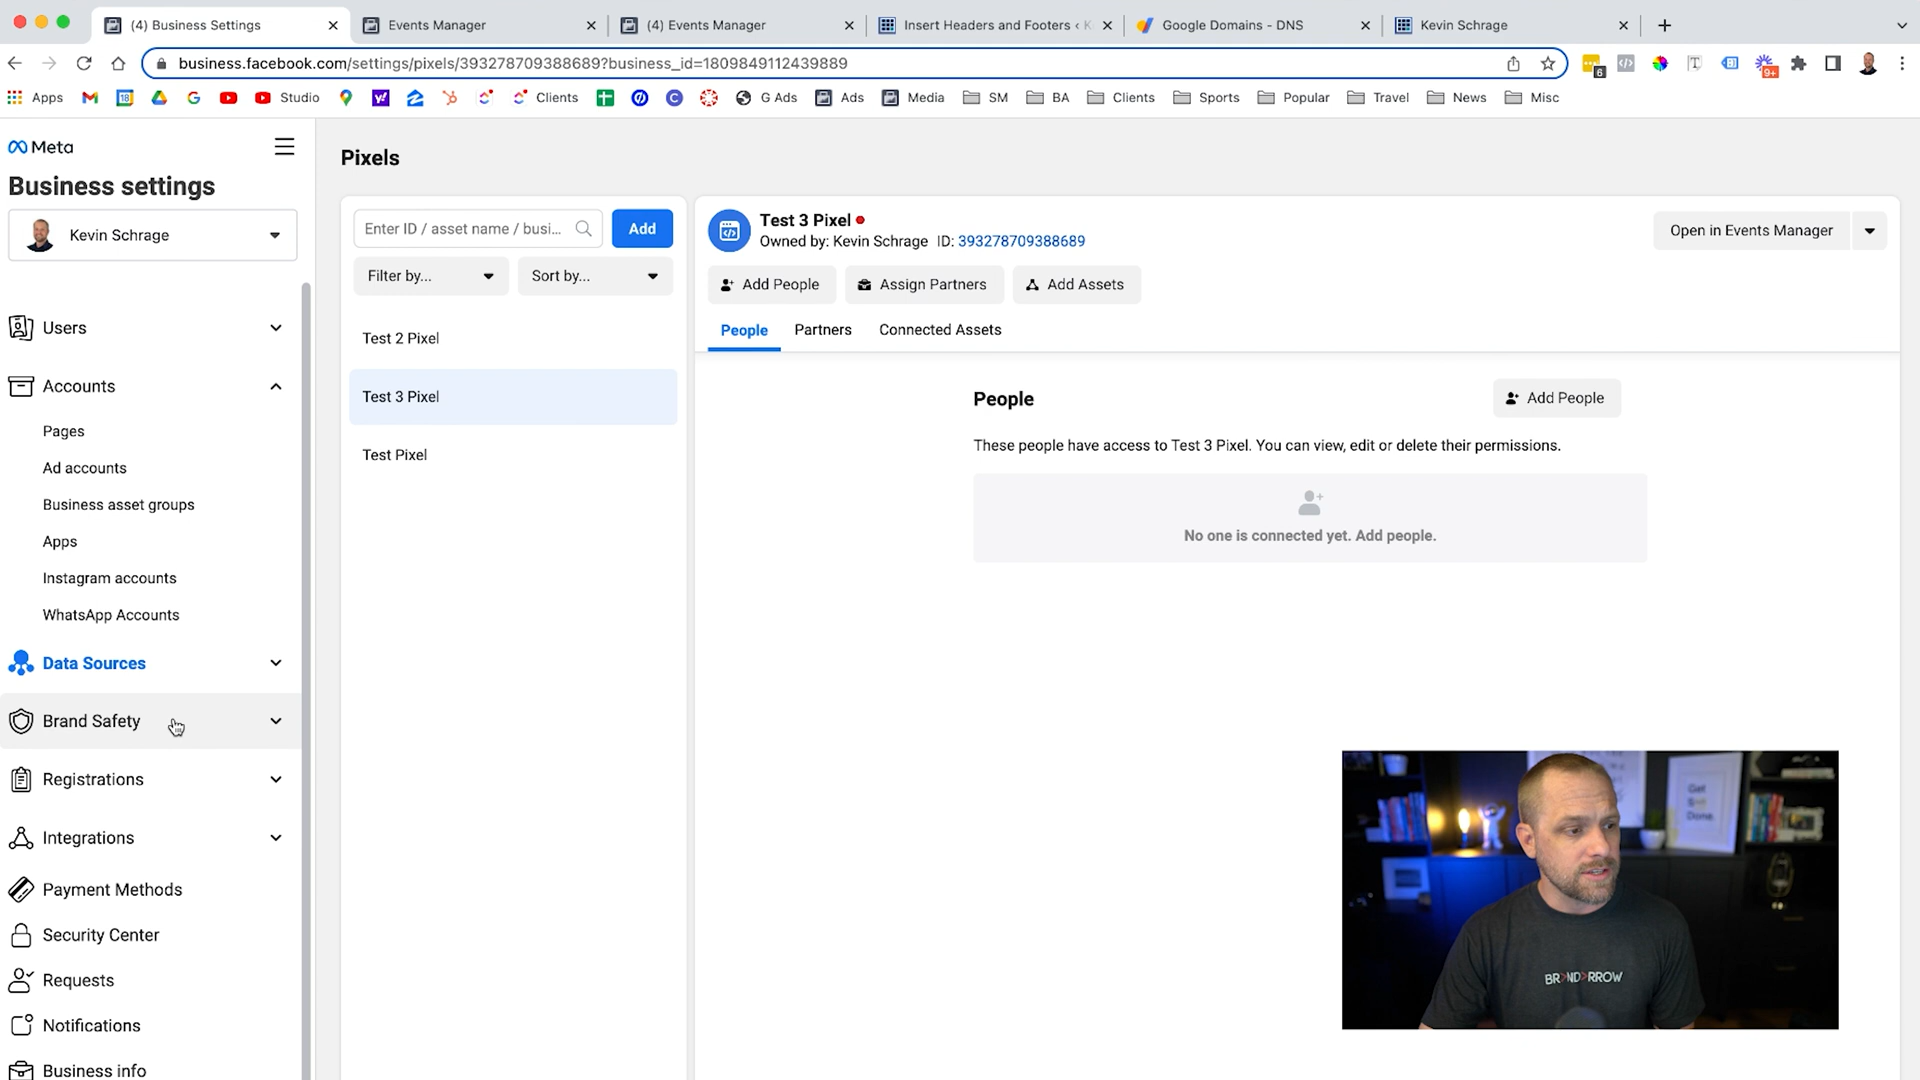 (4) Business Settings
Events Manager
(4) Events Manager
Insert Headers and Footers ‹ K
Google Domains - DNS
Kevin Schrage
business.facebook.com/settings/pixels/393278709388689?business_id=1809849112439889
6
9+
Apps
18
Studio
Clients
G Ads
Ads
Media
SM
BA
Clients
Sports
Popular
Travel
News
Misc
Meta
Business settings
Kevin Schrage
Users
Accounts
Pages
Ad accounts
Business asset groups
Apps
Instagram accounts
WhatsApp Accounts
Data Sources
Brand Safety
Registrations
Integrations
Payment Methods
Security Center
Requests
Notifications
Business info
Pixels
Enter ID / asset name / busi...
Add
Filter by...
Sort by...
Test 2 Pixel
Test 3 Pixel
Test Pixel
Test 3 Pixel
Owned by: Kevin Schrage ID: 393278709388689
Open in Events Manager
Add People
Assign Partners
Add Assets
People
Partners
Connected Assets
People
Add People
These people have access to Test 3 Pixel. You can view, edit or delete their permissions.
No one is connected yet. Add people.
Get
Done.
BR>ND>RROW